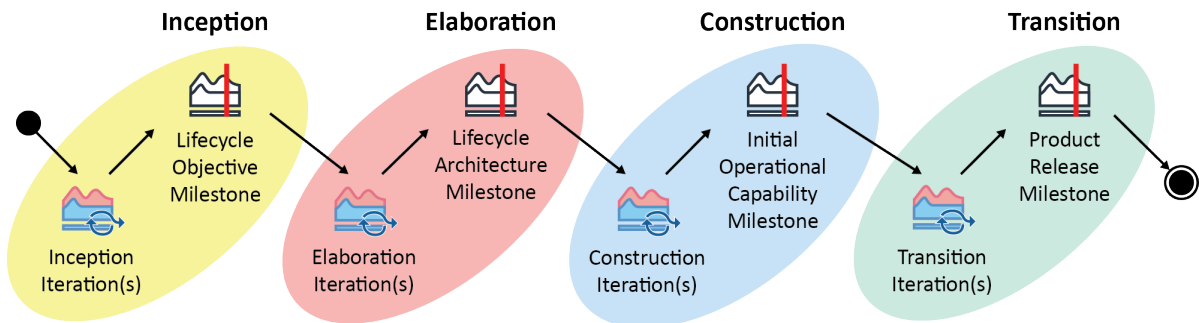 Inception
Elaboration
Construction
Transition
Lifecycle
Objective
Milestone
Inception
Iteration(s)
Lifecycle
Architecture
Milestone
Elaboration
Iteration(s)
Initial
Operational
Capability
Milestone
Construction
Iteration(s)
Product
Release
Milestone
Transition
Iteration(s)